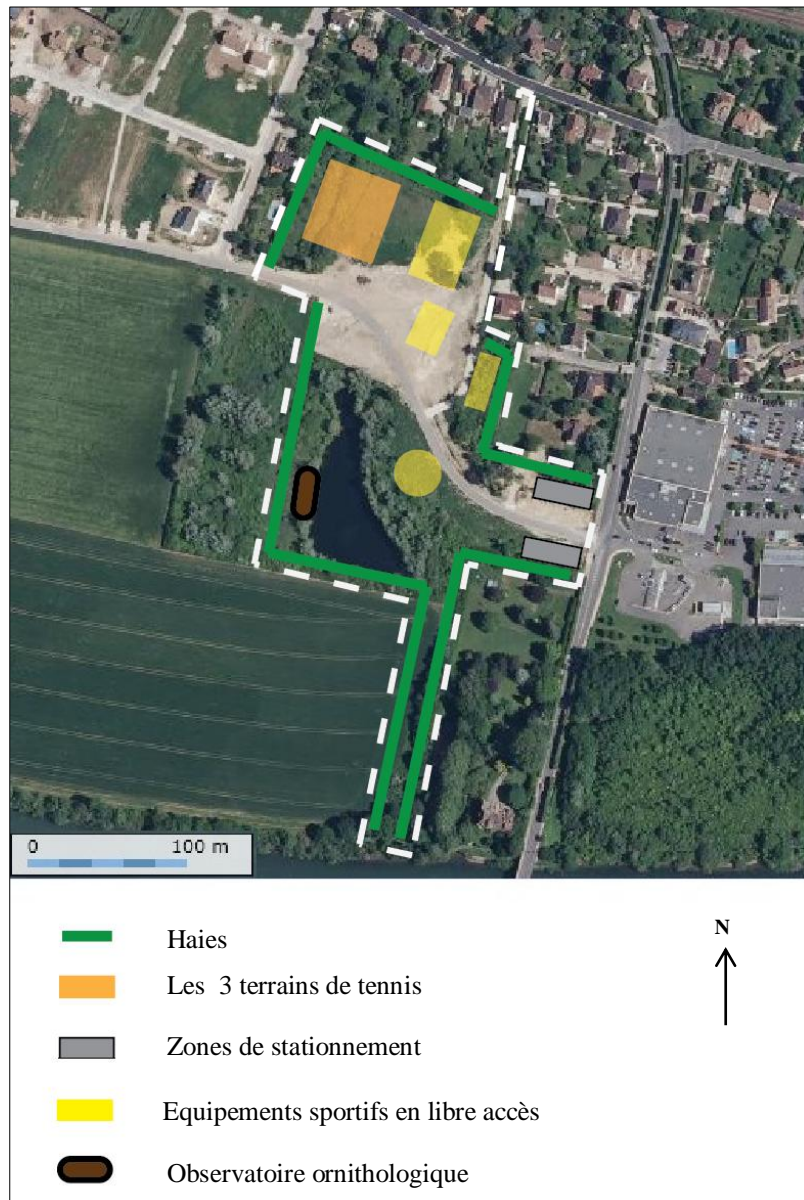 0 100 m
Haies
N
Les 3 terrains de tennis
Zones de stationnement
Equipements sportifs en libre accès
Observatoire ornithologique